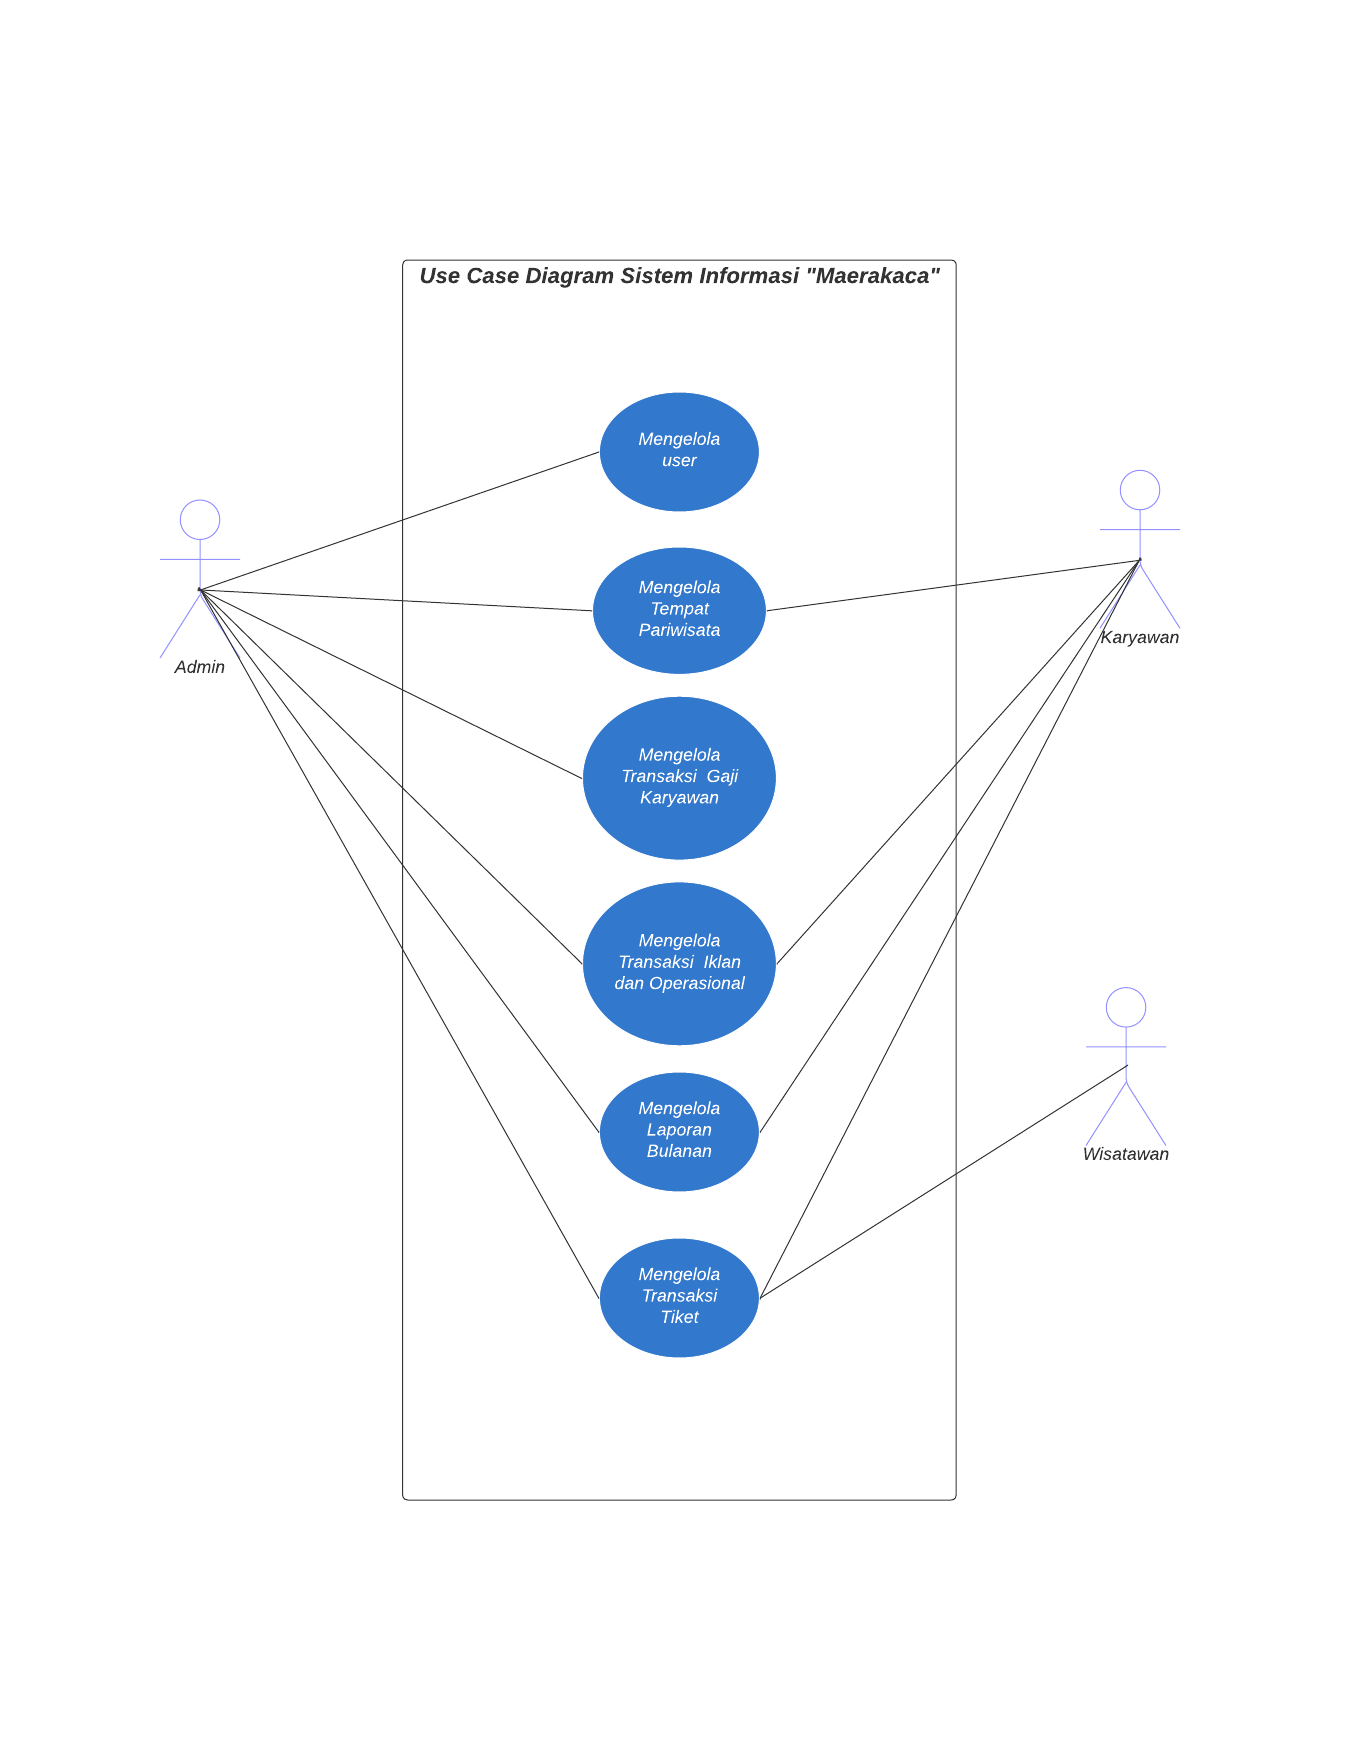 Use Case Diagram Sistem Informasi "Maerakaca"
Mengelola
user
Admin
Mengelola
Tempat
Pariwisata
Karyawan
Mengelola
Transaksi  Gaji
Karyawan
Mengelola
Transaksi  Iklan
dan Operasional
Mengelola
Laporan
Bulanan
Wisatawan
Mengelola
Transaksi
Tiket